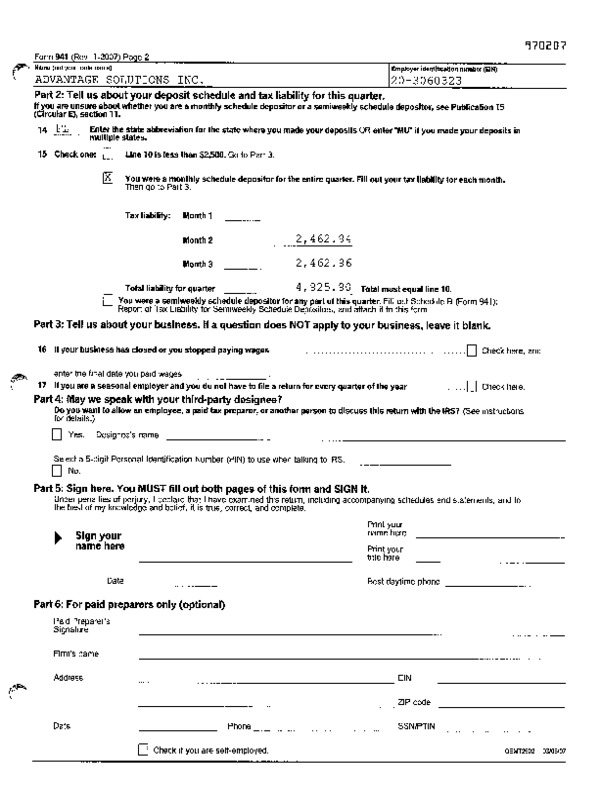 970207
Form 941 (Rev. 1-2007) Page 2
Name (not your trade name) Employer identification number (EIN)
ADVANTAGE SOLUTIONS INC. 20-3060323
Part 2: Tell us about your deposit schedule and tax liability for this quarter.
If you are unsure about whether you are a monthly schedule depositor or a semiweekly schedule depositor, see Publication 15
(Circular E), section 11.
14 Enter the state abbreviation for the state where you made your deposits OR enter "MU" if you made your deposits in
multiple states.
15 Check one: Line 10 is less than $2,500. Go to Part 3.
X You were a monthly schedule depositor for the entire quarter. Fill out your tax liability for each month.
Then go to Part 3.
Tax liability: Month 1
Month 2 2,462.94
Month 3 2,462.96
Total liability for quarter 4,925.90 Total must equal line 10.
You were a semiweekly schedule depositor for any part of this quarter. Fill out Schedule B (Form 941):
Report of Tax Liability for Semiweekly Schedule Depositors, and attach it to this form.
Part 3: Tell us about your business. If a question does NOT apply to your business, leave it blank.
16 If your business has closed or you stopped paying wages Check here, and
enter the final date you paid wages
17 If you are a seasonal employer and you do not have to file a return for every quarter of the year Check here.
Part 4: May we speak with your third-party designee?
Do you want to allow an employee, a paid tax preparer, or another person to discuss this return with the IRS? (See instructions
for details.)
Yes. Designee's name
Select a 5-digit Personal Identification Number (PIN) to use when talking to IRS.
No.
Part 5: Sign here. You MUST fill out both pages of this form and SIGN it.
Under penalties of perjury, I declare that I have examined this return, including accompanying schedules and statements, and to
the best of my knowledge and belief, it is true, correct, and complete.
Sign your
name here
Print your
name here
Print your
title here
Date Best daytime phone
Part 6: For paid preparers only (optional)
Paid Preparer's
Signature
Firm's name
Address EIN
ZIP code
Date Phone SSN/PTIN
Check if you are self-employed.